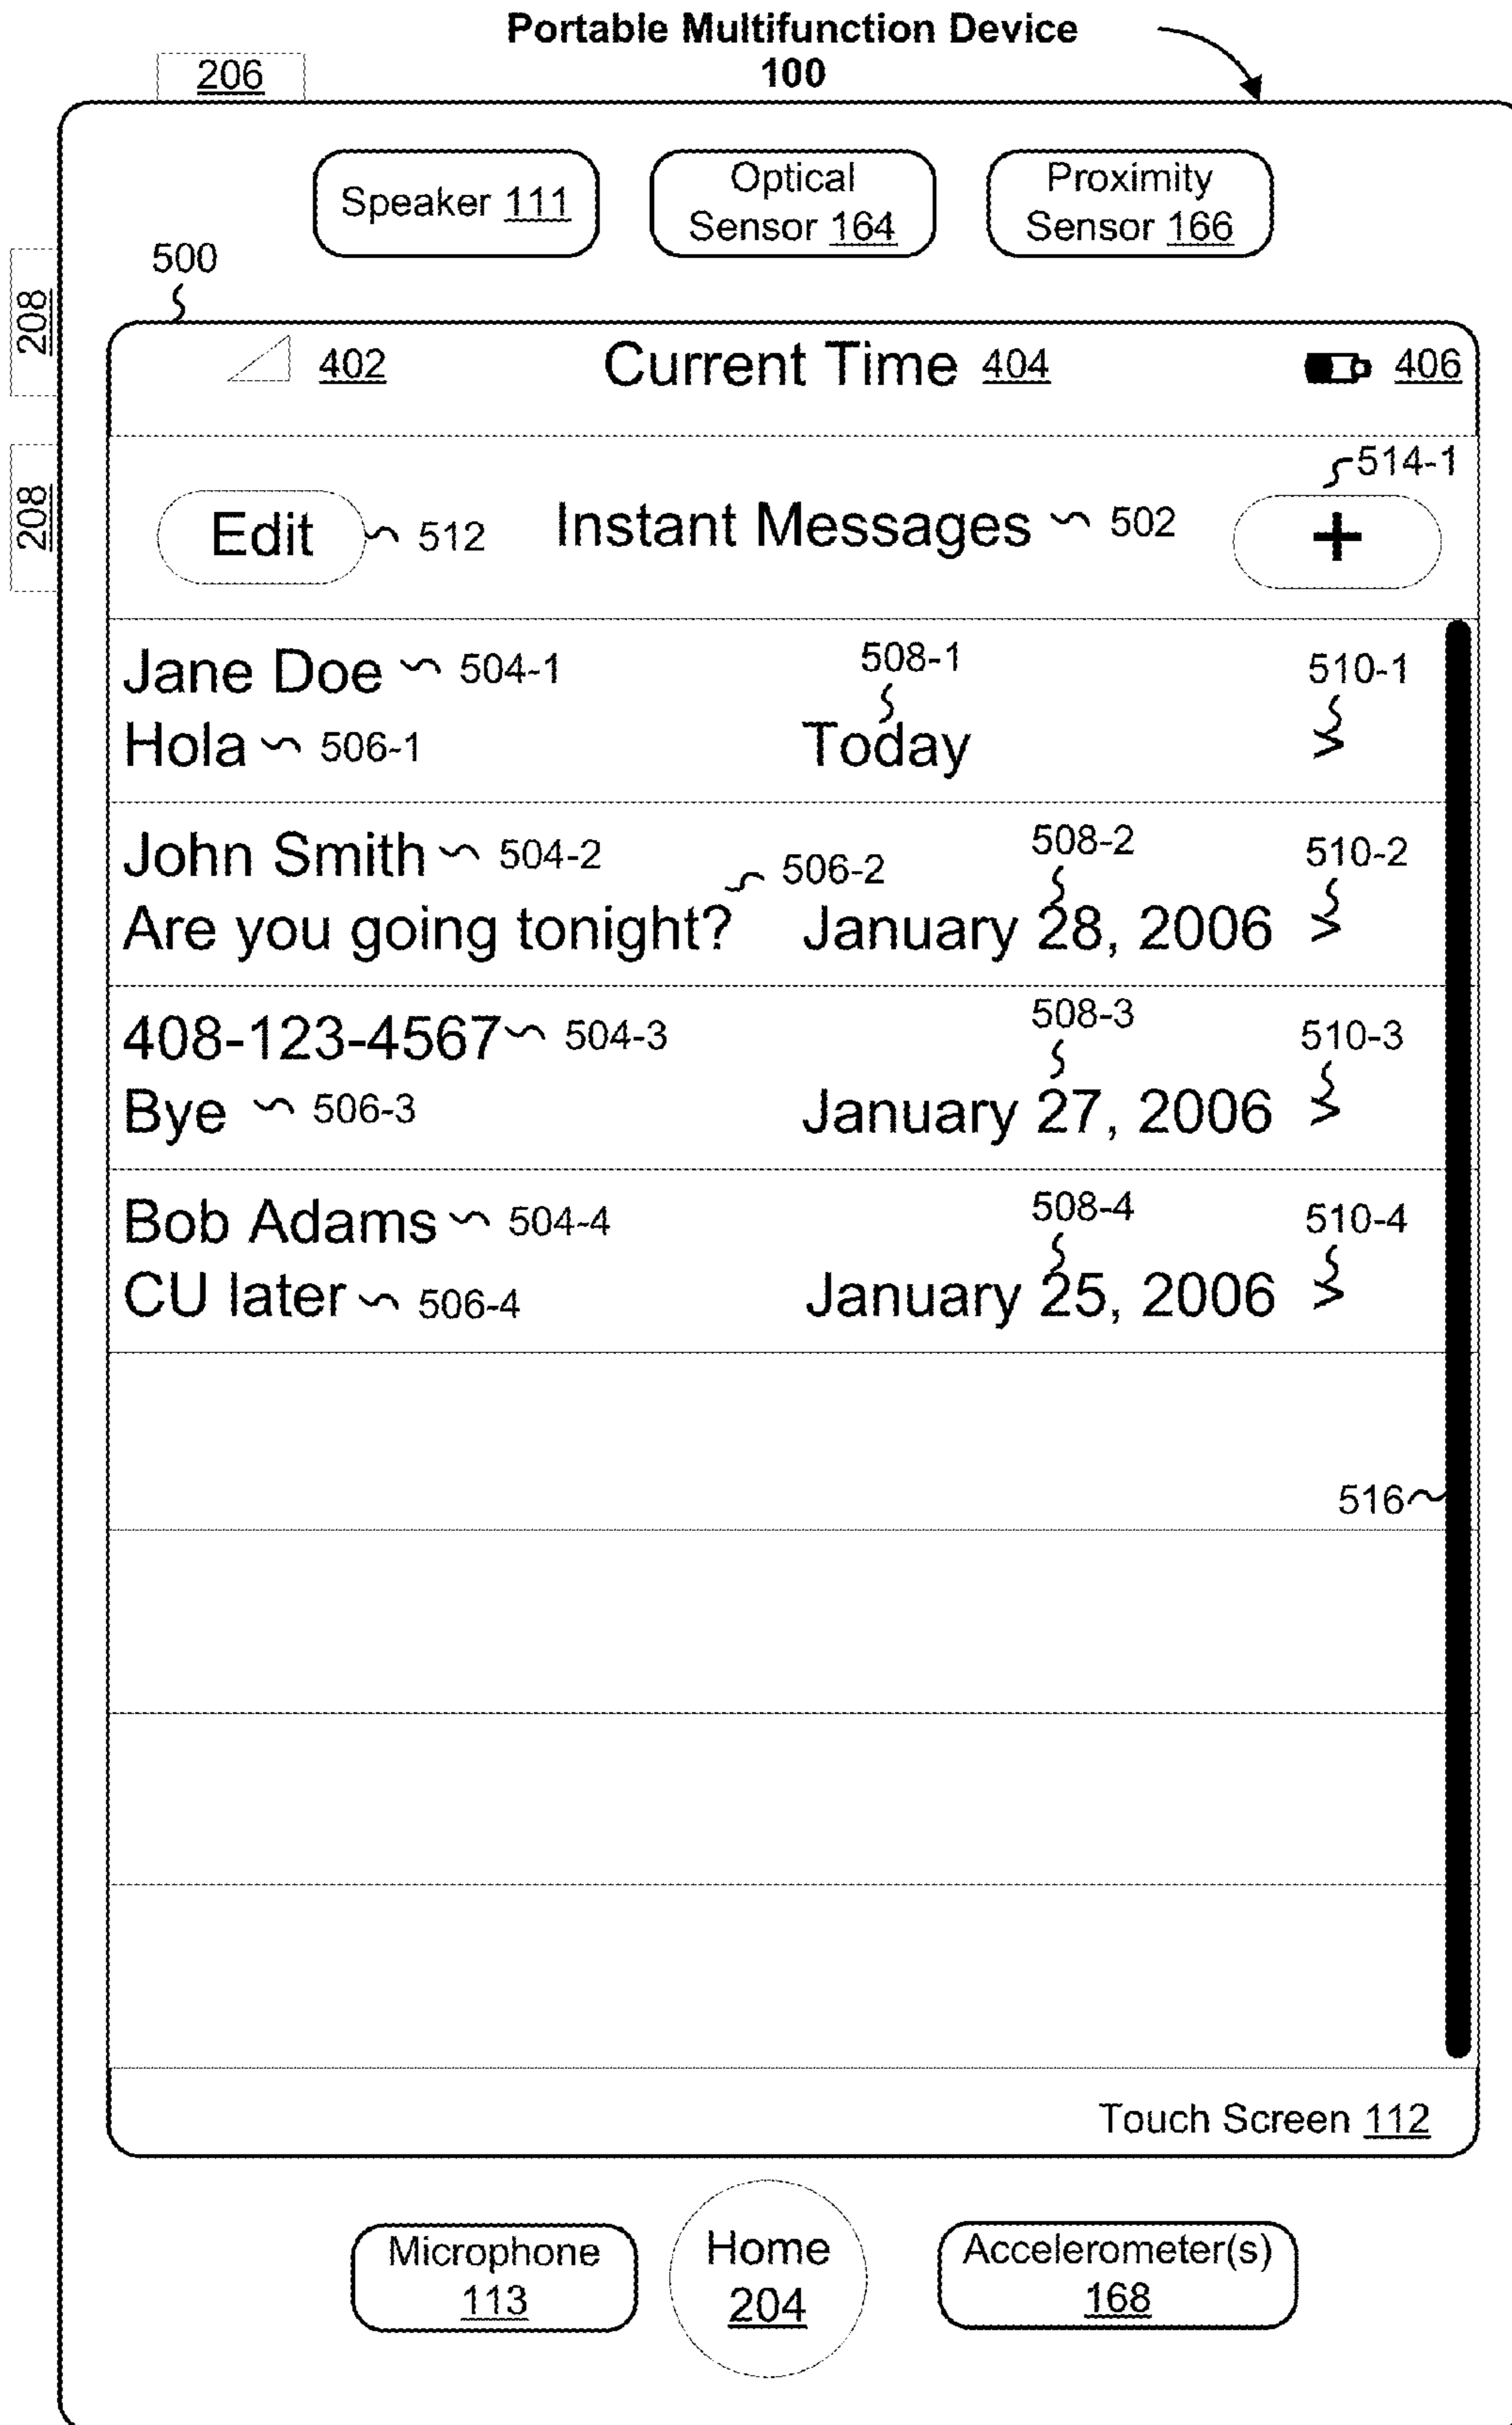 Portable Multifunction Device
100
206
Speaker 111
Optical
Sensor 164
Proximity
Sensor 166
500
208
402
Current Time 404
406
514-1
208
Edit
512
Instant Messages
502
+
Jane Doe
504-1
508-1
510-1
Hola
506-1
Today
>
John Smith
504-2
506-2
508-2
510-2
Are you going tonight?
January 28, 2006
>
408-123-4567
504-3
508-3
510-3
Bye
506-3
January 27, 2006
>
Bob Adams
504-4
508-4
510-4
CU later
506-4
January 25, 2006
>
516
Touch Screen 112
Microphone
113
Home
204
Accelerometer(s)
168